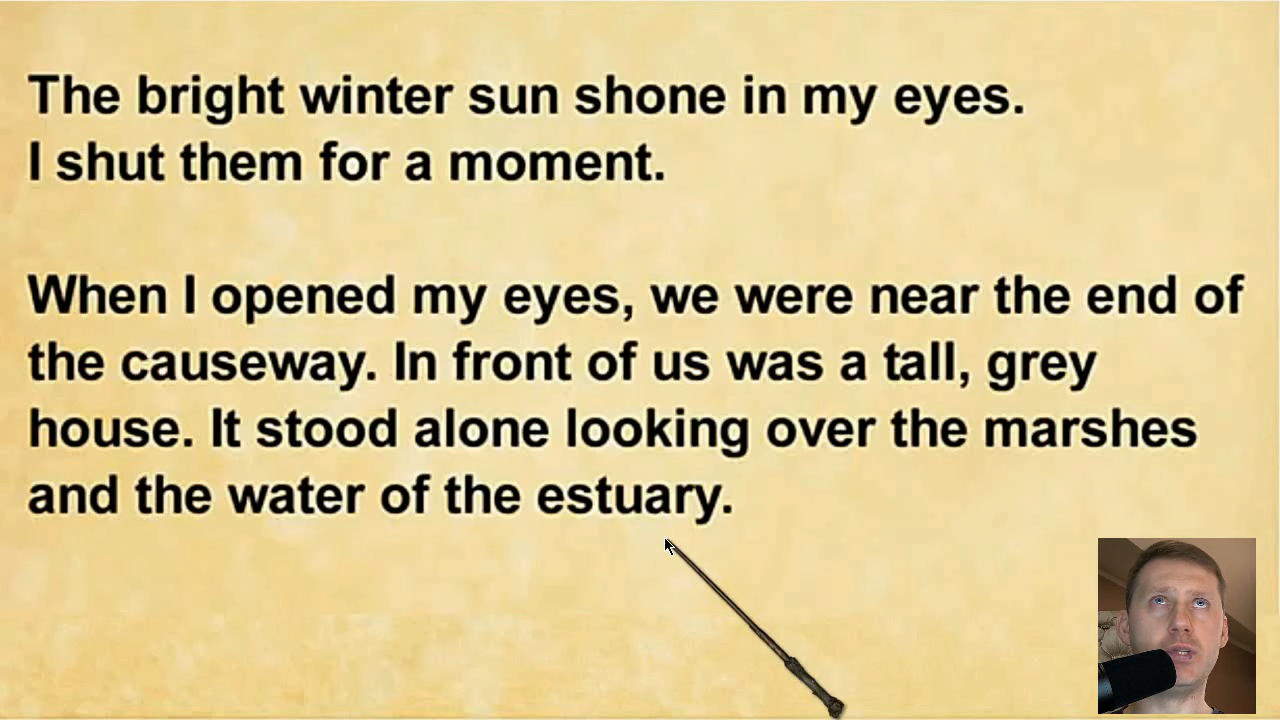 The bright winter sun shone in my eyes.
I shut them for a moment.
When I opened my eyes, we were near the end of
the causeway. In front of us was a tall, grey
house. It stood alone looking over the marshes
and the water of the estuary.